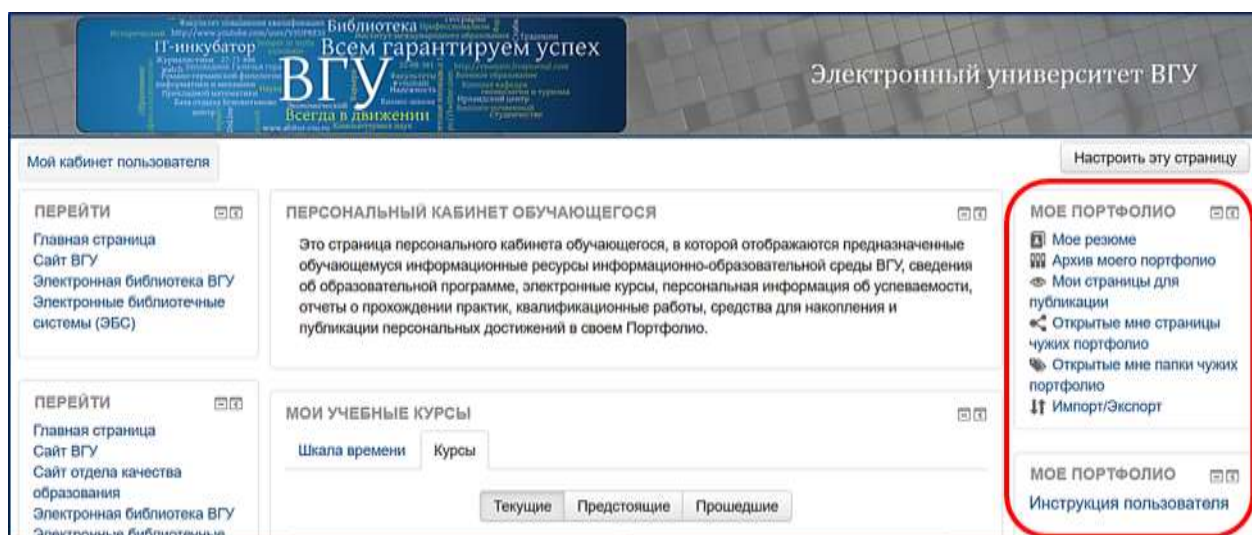 Библиотека
IT-инкубатор
Всем гарантируем успех
ВГУ
Всегда в движении
Электронный университет ВГУ
Мой кабинет пользователя
Настроить эту страницу
ПЕРЕЙТИ
Главная страница
Сайт ВГУ
Электронная библиотека ВГУ
Электронные библиотечные
системы (ЭБС)
ПЕРЕЙТИ
Главная страница
Сайт ВГУ
Сайт отдела качества
образования
Электронная библиотека ВГУ
Электронные библиотечные
ПЕРСОНАЛЬНЫЙ КАБИНЕТ ОБУЧАЮЩЕГОСЯ
Это страница персонального кабинета обучающегося, в которой отображаются предназначенные
обучающемуся информационные ресурсы информационно-образовательной среды ВГУ, сведения
об образовательной программе, электронные курсы, персональная информация об успеваемости,
отчеты о прохождении практик, квалификационные работы, средства для накопления и
публикации персональных достижений в своем Портфолио.
МОИ УЧЕБНЫЕ КУРСЫ
Шкала времени Курсы
Текущие Предстоящие Прошедшие
МОЕ ПОРТФОЛИО
Мое резюме
Архив моего портфолио
Мои страницы для
публикации
Открытые мне страницы
чужих портфолио
Открытые мне папки чужих
портфолио
Импорт/Экспорт
МОЕ ПОРТФОЛИО
Инструкция пользователя